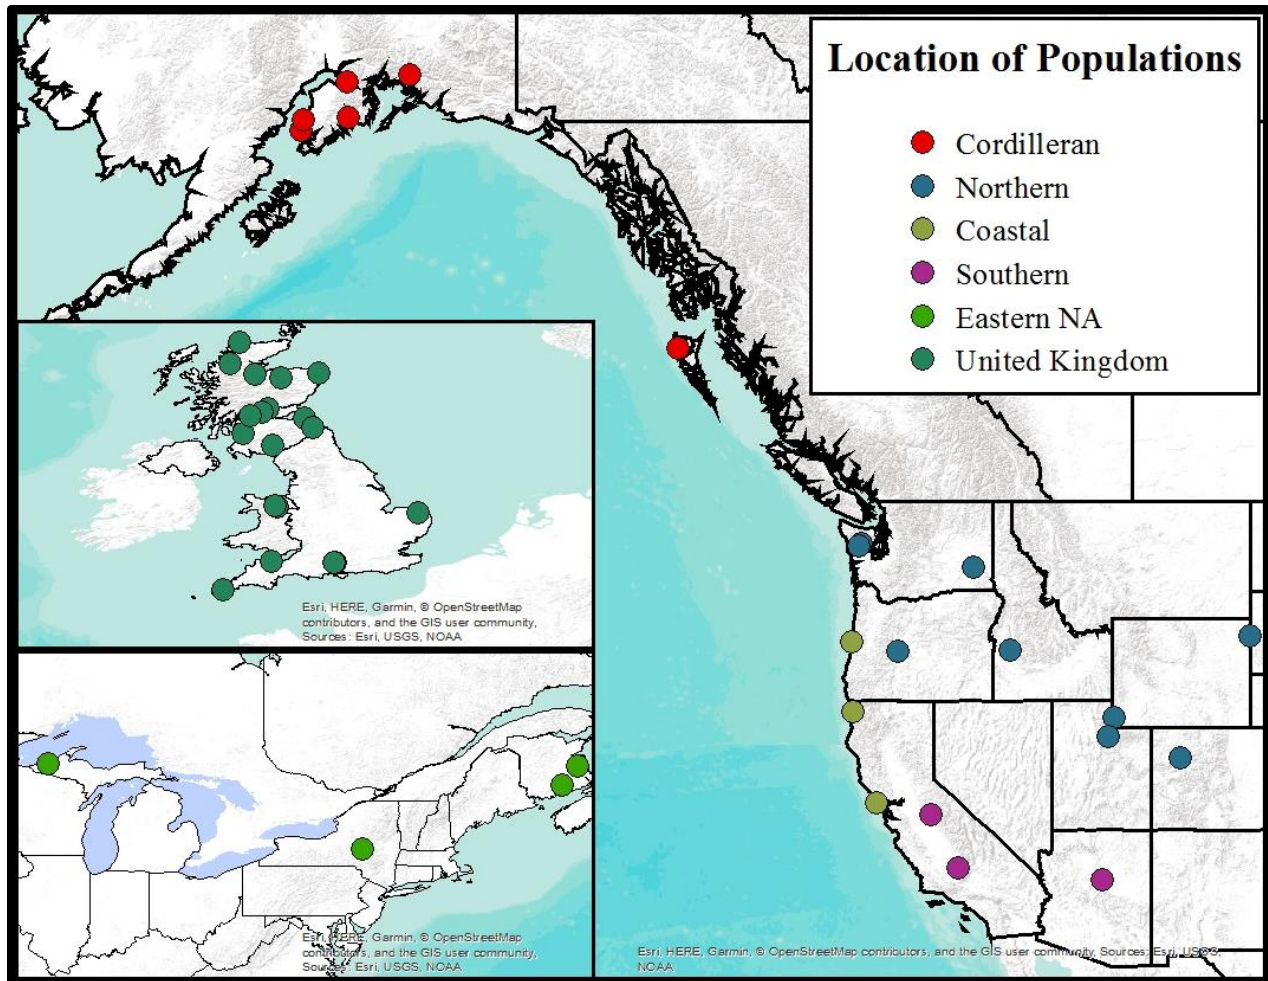 Location of Populations
Cordilleran
Northern
Coastal
Southern
Eastern NA
United Kingdom
Esri, HERE, Garmin, © OpenStreetMap
contributors, and the GIS user community,
Sources: Esri, USGS, NOAA
Esri, HERE, Garmin, © OpenStreetMap
contributors, and the GIS user community,
Sources: Esri, USGS, NOAA
Esri, HERE, Garmin, © OpenStreetMap contributors, and the GIS user community, Sources: Esri, USGS,
NOAA